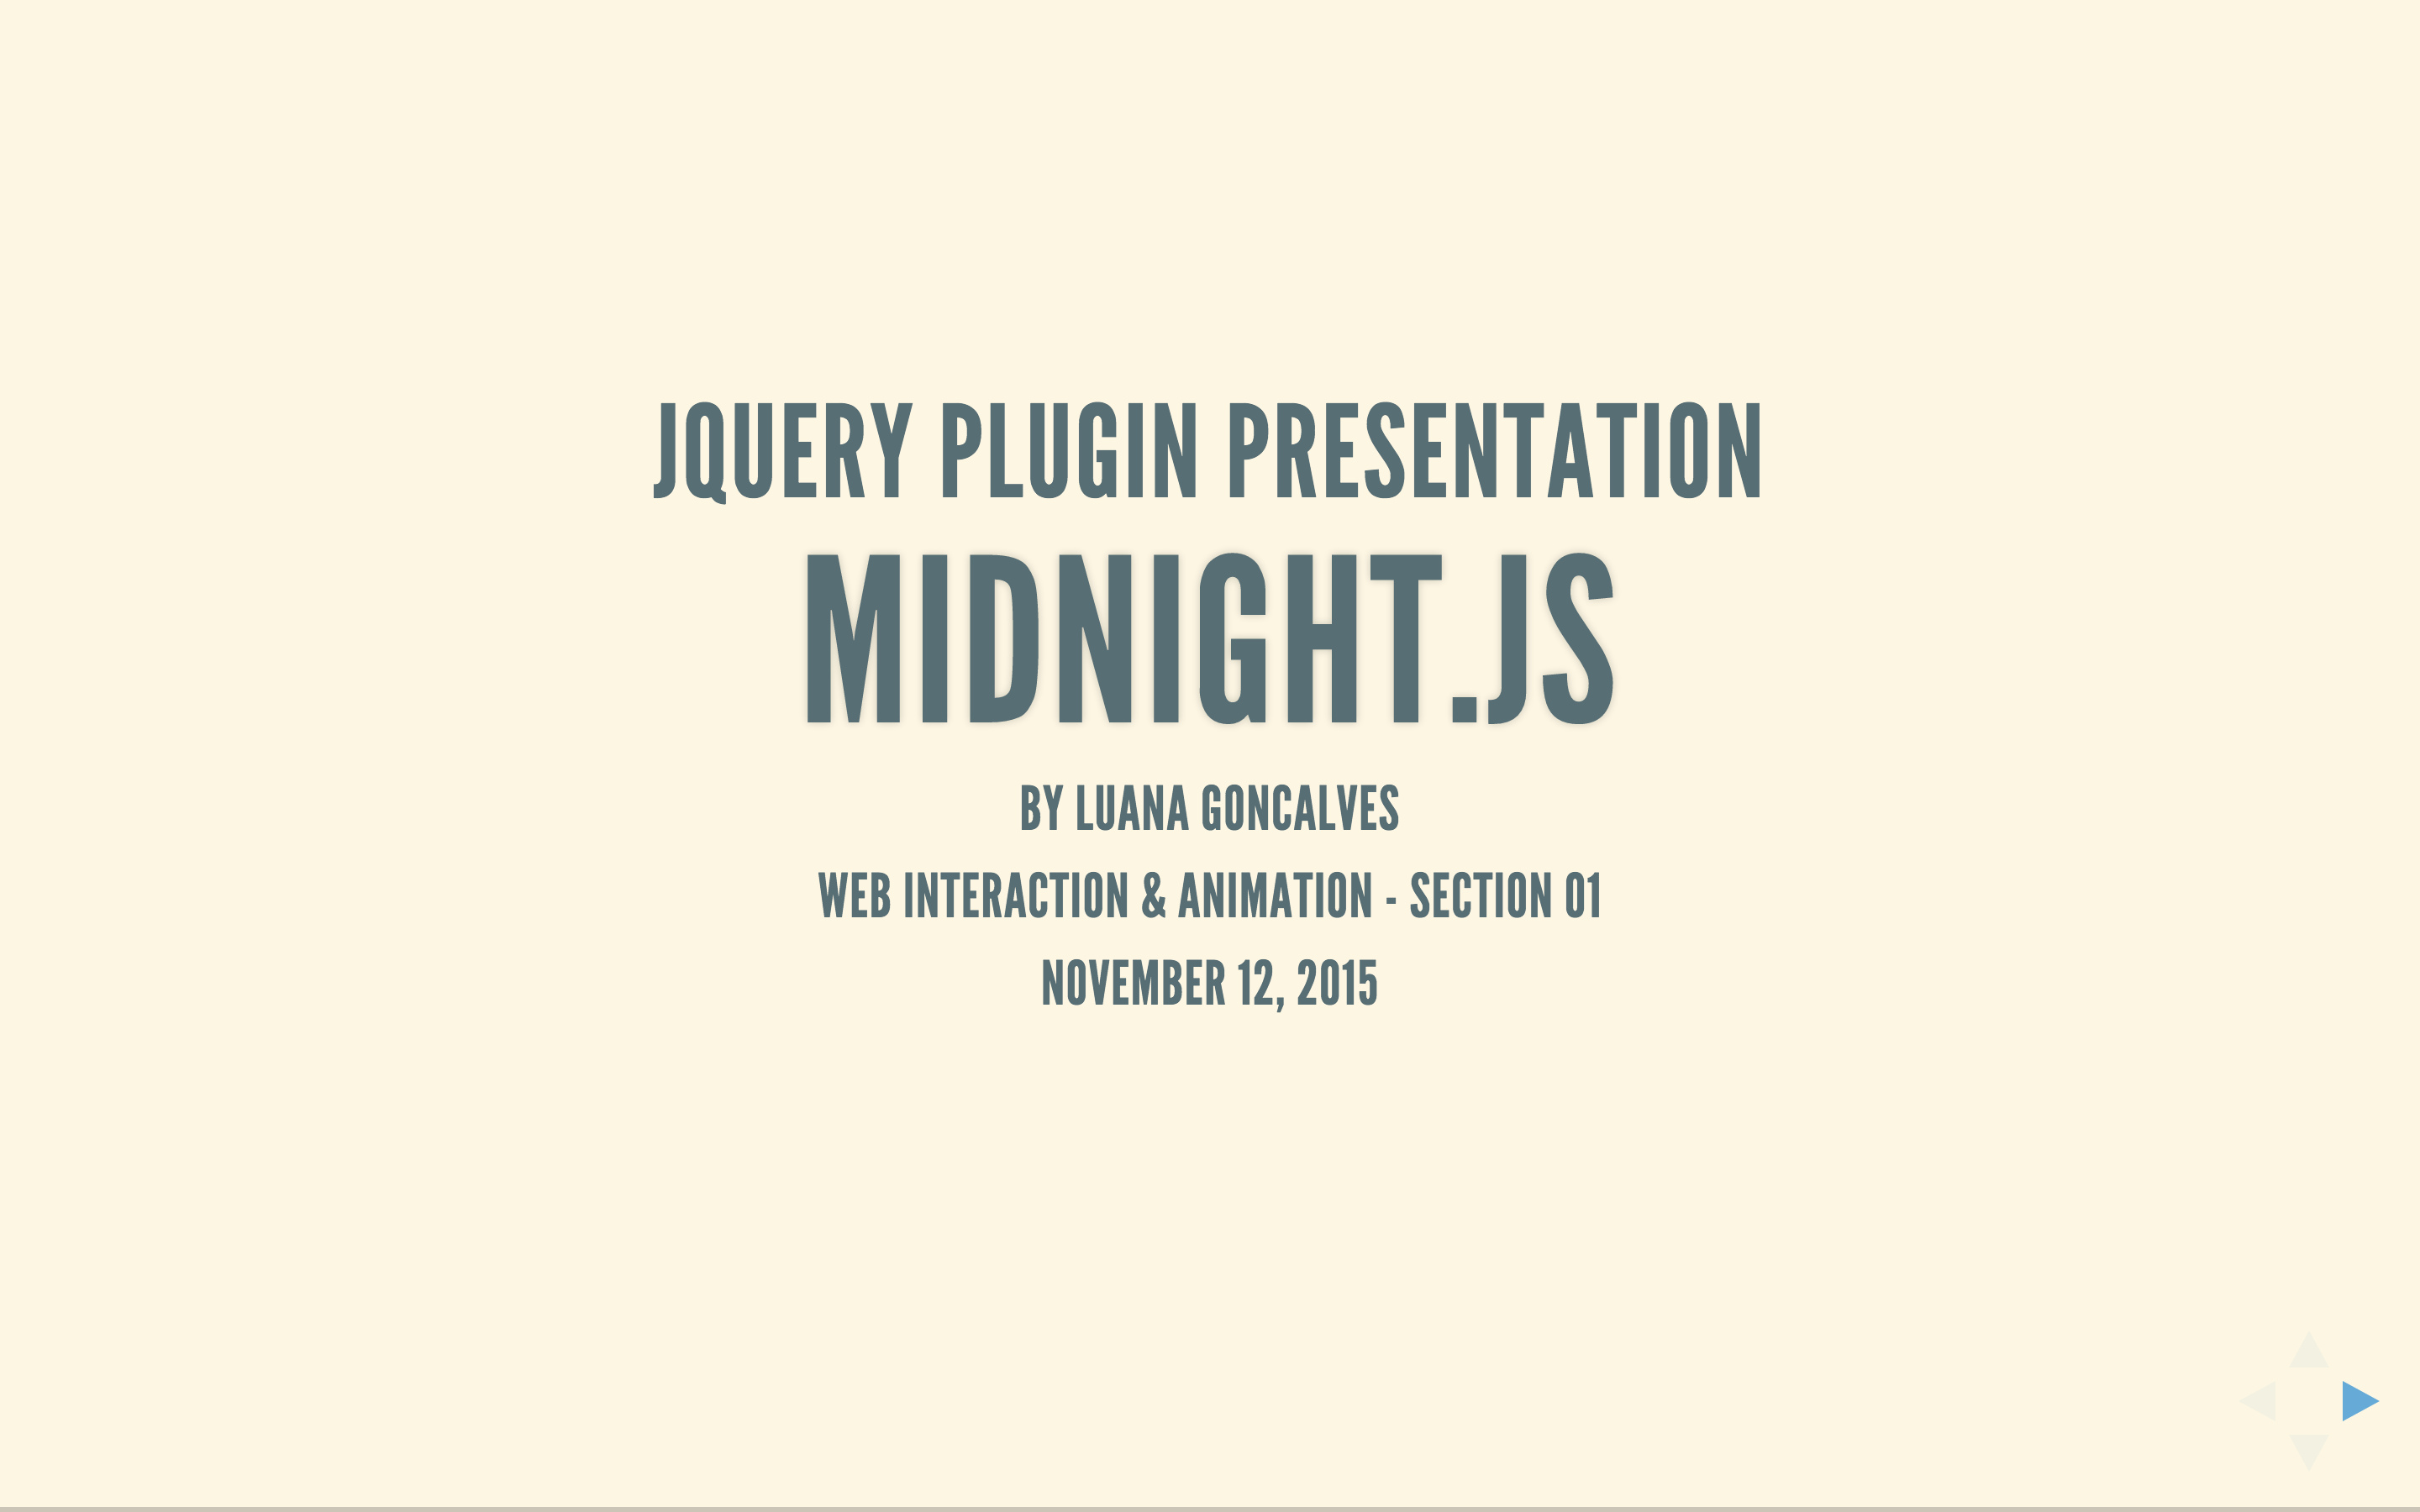 JQUERY PLUGIN PRESENTATION
MIDNIGHT.JS
BY LUANA GONCALVES
WEB INTERACTION & ANIMATION - SECTION 01
NOVEMBER 12, 2015